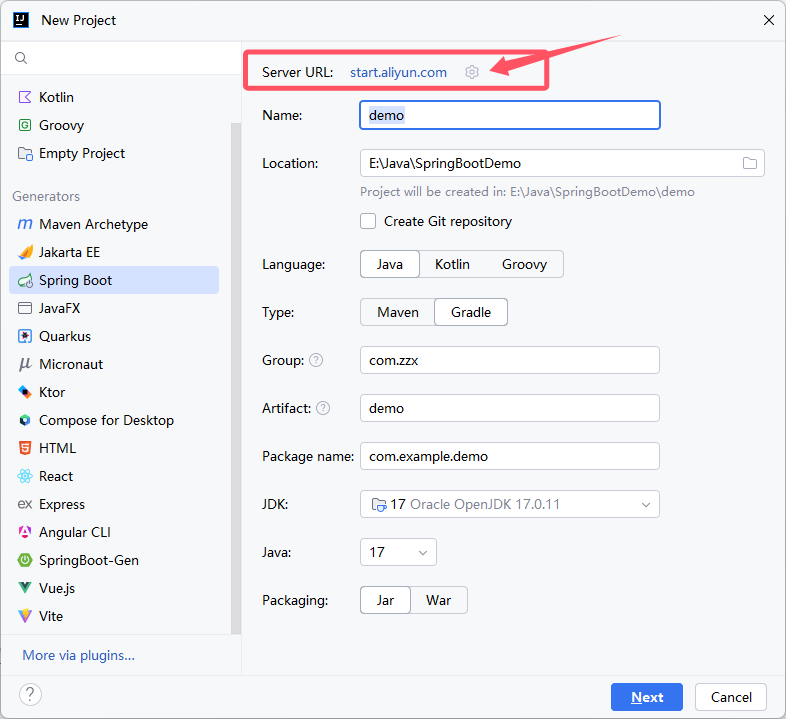 New Project
Kotlin
Groovy
Empty Project
Generators
Maven Archetype
Jakarta EE
Spring Boot
JavaFX
Quarkus
Micronaut
Ktor
Compose for Desktop
HTML
React
ex Express
Angular CLI
SpringBoot-Gen
Vue.js
Vite
More via plugins...
Server URL: start.aliyun.com
Name: demo
Location: E:\Java\SpringBootDemo
Project will be created in: E:\Java\SpringBootDemo\demo
Create Git repository
Language: Java Kotlin Groovy
Type: Maven Gradle
Group: ? com.zzx
Artifact: ? demo
Package name: com.example.demo
JDK: 17 Oracle OpenJDK 17.0.11
Java: 17
Packaging: Jar War
? Next Cancel